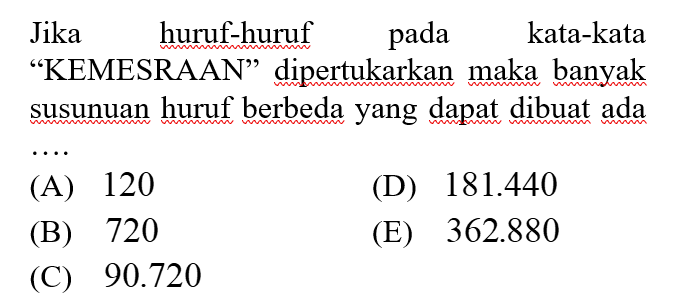 Jika huruf-huruf pada kata-kata
“KEMESRAAN” dipertukarkan maka banyak
susunuan huruf berbeda yang dapat dibuat ada
....
(A) 120 (D) 181.440
(B) 720 (E) 362.880
(C) 90.720